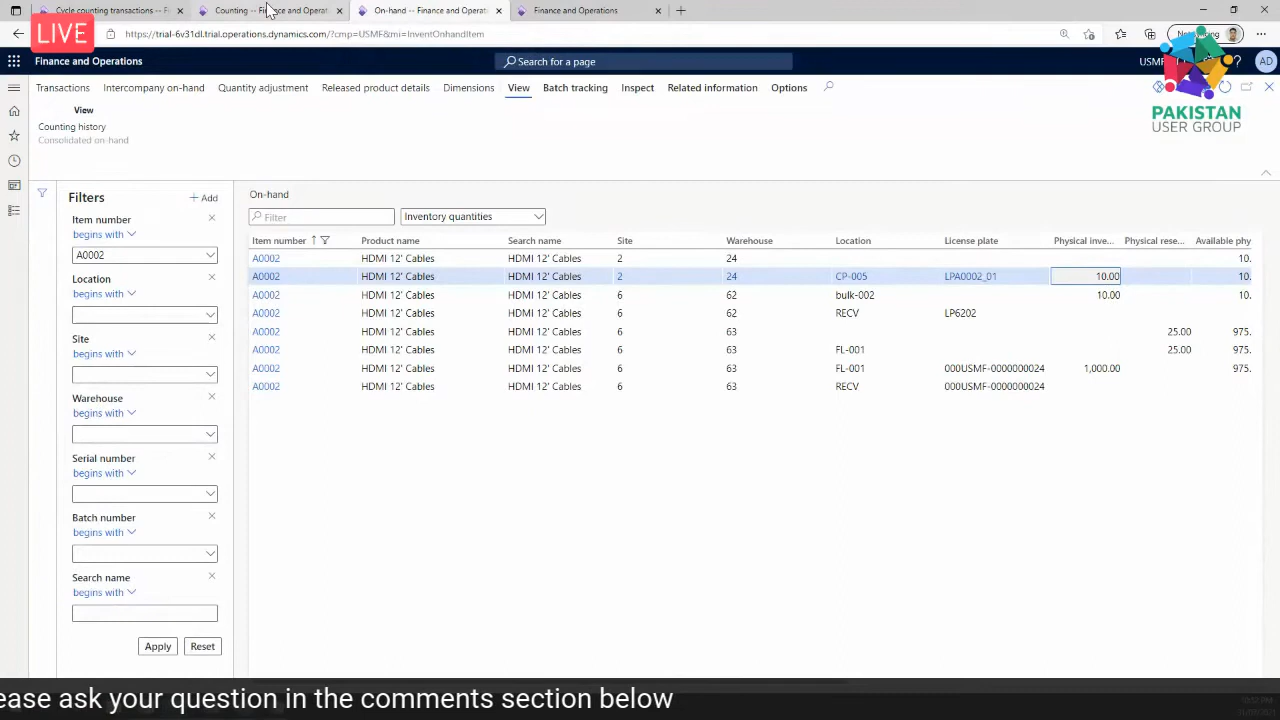 Cycle counting transactions -- Fi
Counting -- Finance and Operat
On-hand -- Finance and Operat
Finance and Operations
LIVE
https://trial-6v31dl.trial.operations.dynamics.com/?cmp=USMF&mi=InventOnhandItem
Finance and Operations
Search for a page
USMF
AD
Transactions
Intercompany on-hand
Quantity adjustment
Released product details
Dimensions
View
Batch tracking
Inspect
Related information
Options
PAKISTAN
USER GROUP
View
Counting history
Consolidated on-hand
Filters
Add
Item number
begins with
A0002
Location
begins with
Site
begins with
Warehouse
begins with
Serial number
begins with
Batch number
begins with
Search name
begins with
Apply Reset
On-hand
Filter
Inventory quantities
Item number Product name Search name Site Warehouse Location License plate Physical inve... Physical rese... Available phy
A0002 HDMI 12' Cables HDMI 12' Cables 2 24 10.
A0002 HDMI 12' Cables HDMI 12' Cables 2 24 CP-005 LPA0002_01 10.00 10.
A0002 HDMI 12' Cables HDMI 12' Cables 6 62 bulk-002 10.00 10.
A0002 HDMI 12' Cables HDMI 12' Cables 6 62 RECV LP6202
A0002 HDMI 12' Cables HDMI 12' Cables 6 63 25.00 975.
A0002 HDMI 12' Cables HDMI 12' Cables 6 63 FL-001 25.00 975.
A0002 HDMI 12' Cables HDMI 12' Cables 6 63 FL-001 000USMF-0000000024 1,000.00 975.
A0002 HDMI 12' Cables HDMI 12' Cables 6 63 RECV 000USMF-0000000024
ease ask your question in the comments section below